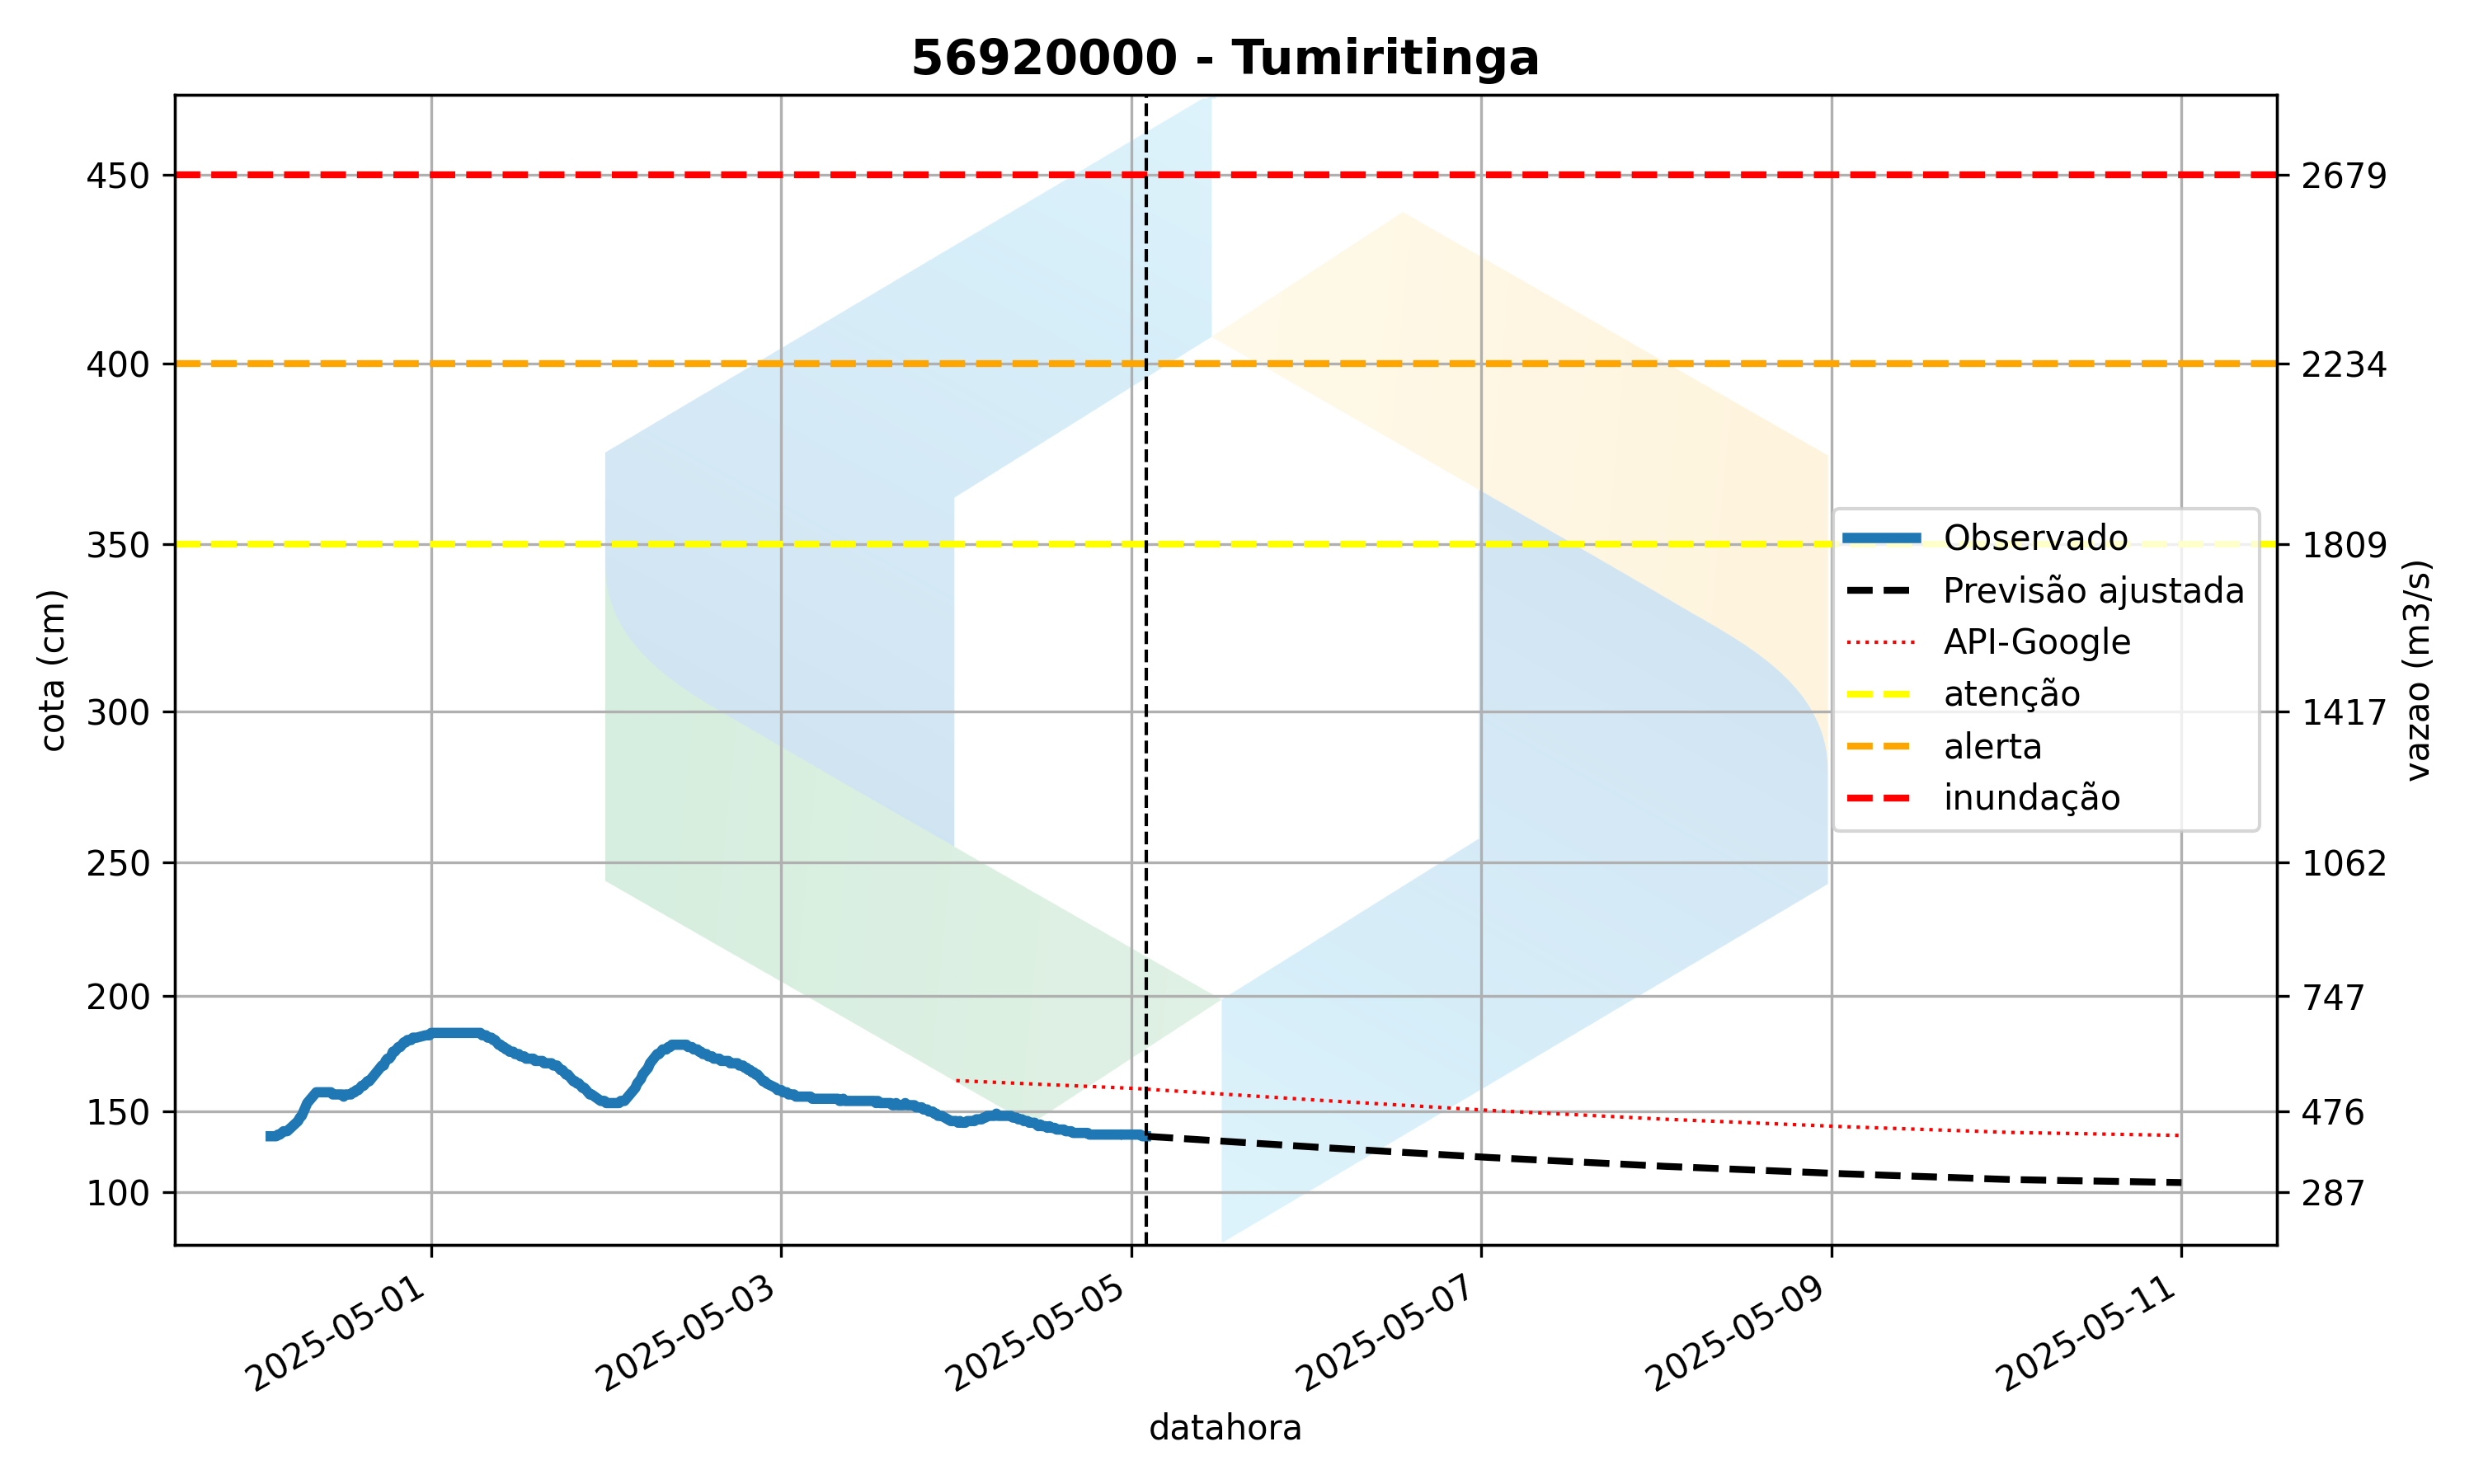 56920000 - Tumiritinga
450
400
350
300
250
200
150
100
cota (cm)
2679
2234
1809
1417
1062
747
476
287
vazao (m3/s)
Observado
Previsão ajustada
API-Google
atenção
alerta
inundação
2025-05-01
2025-05-03
2025-05-05
2025-05-07
2025-05-09
2025-05-11
datahora